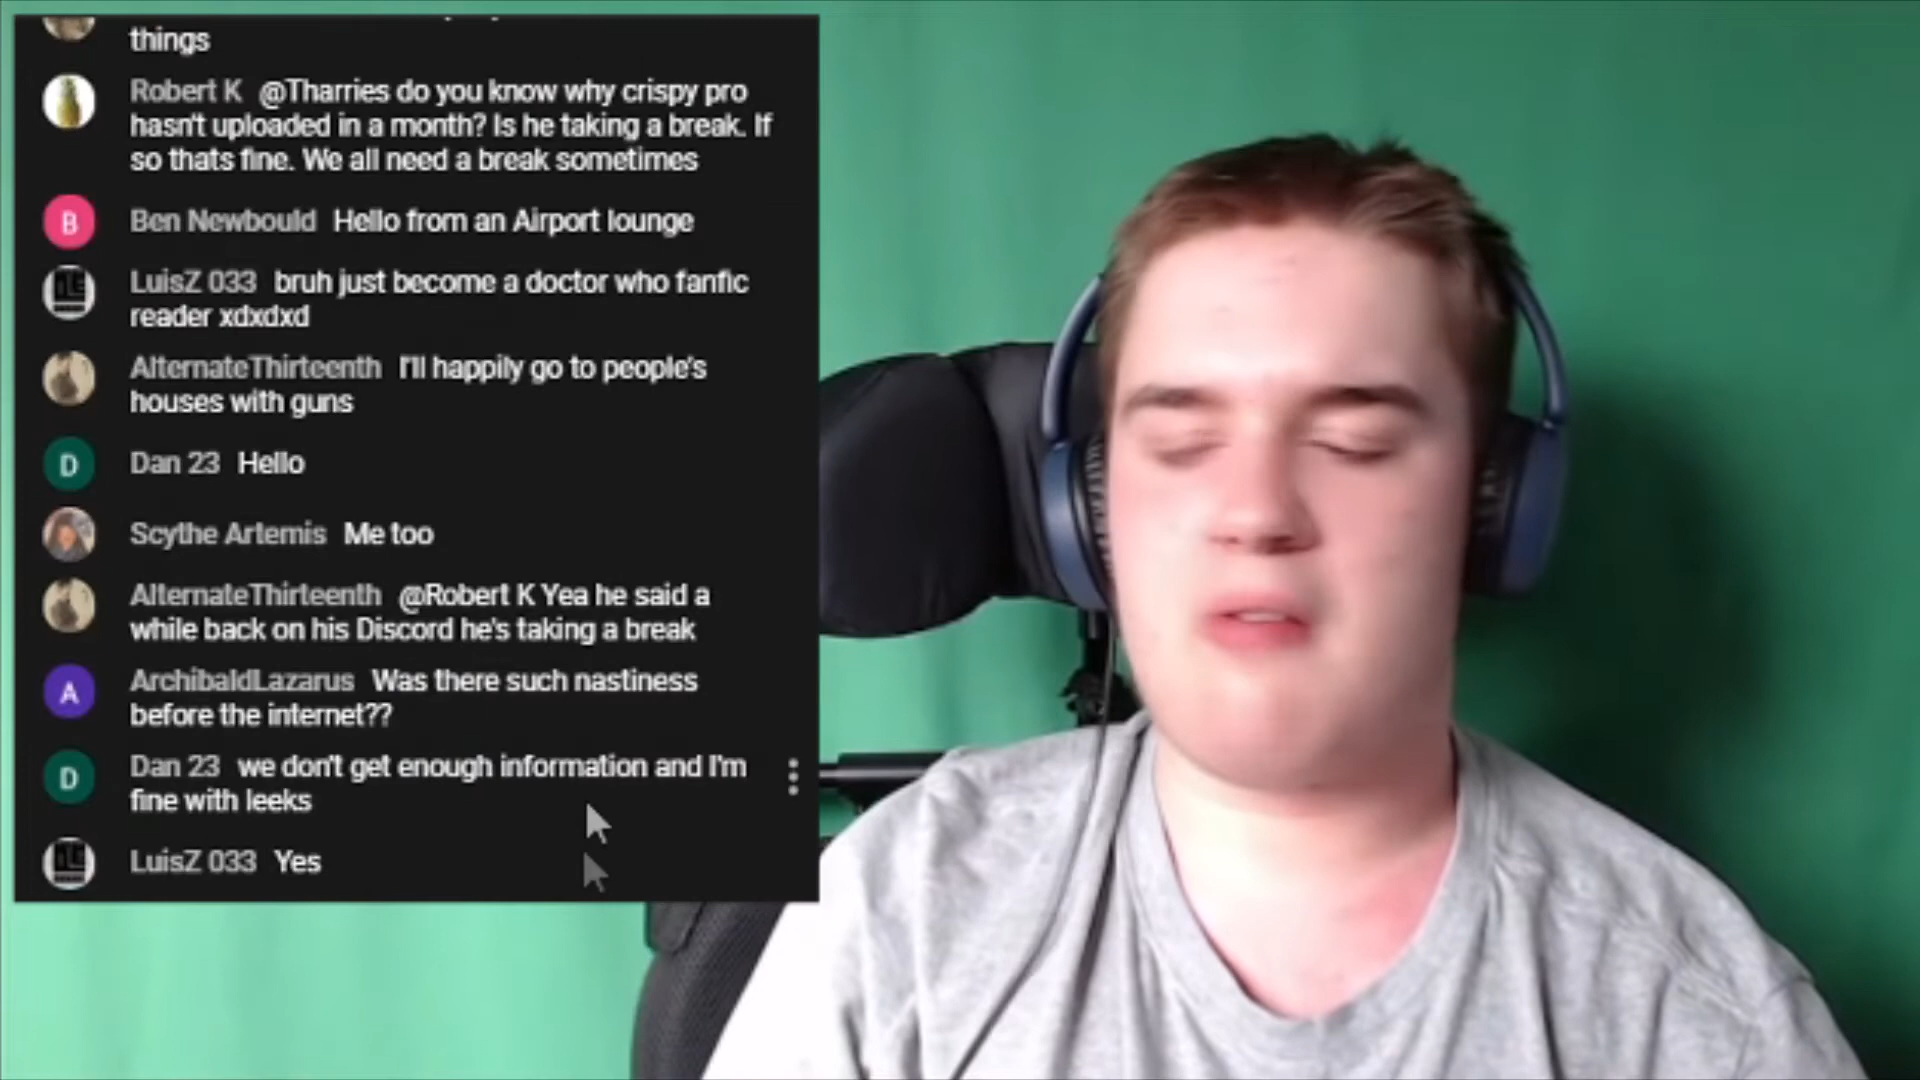 things
Robert K @Tharries do you know why crispy pro
hasn't uploaded in a month? Is he taking a break. If
so thats fine. We all need a break sometimes
B
Ben Newbould Hello from an Airport lounge
LuisZ 033 bruh just become a doctor who fanfic
reader xdxdxd
AlternateThirteenth I'll happily go to people's
houses with guns
D
Dan 23 Hello
Scythe Artemis Me too
AlternateThirteenth @Robert K Yea he said a
while back on his Discord he's taking a break
A
ArchibaldLazarus Was there such nastiness
before the internet??
D
Dan 23 we don't get enough information and I'm
fine with leeks
LuisZ 033 Yes